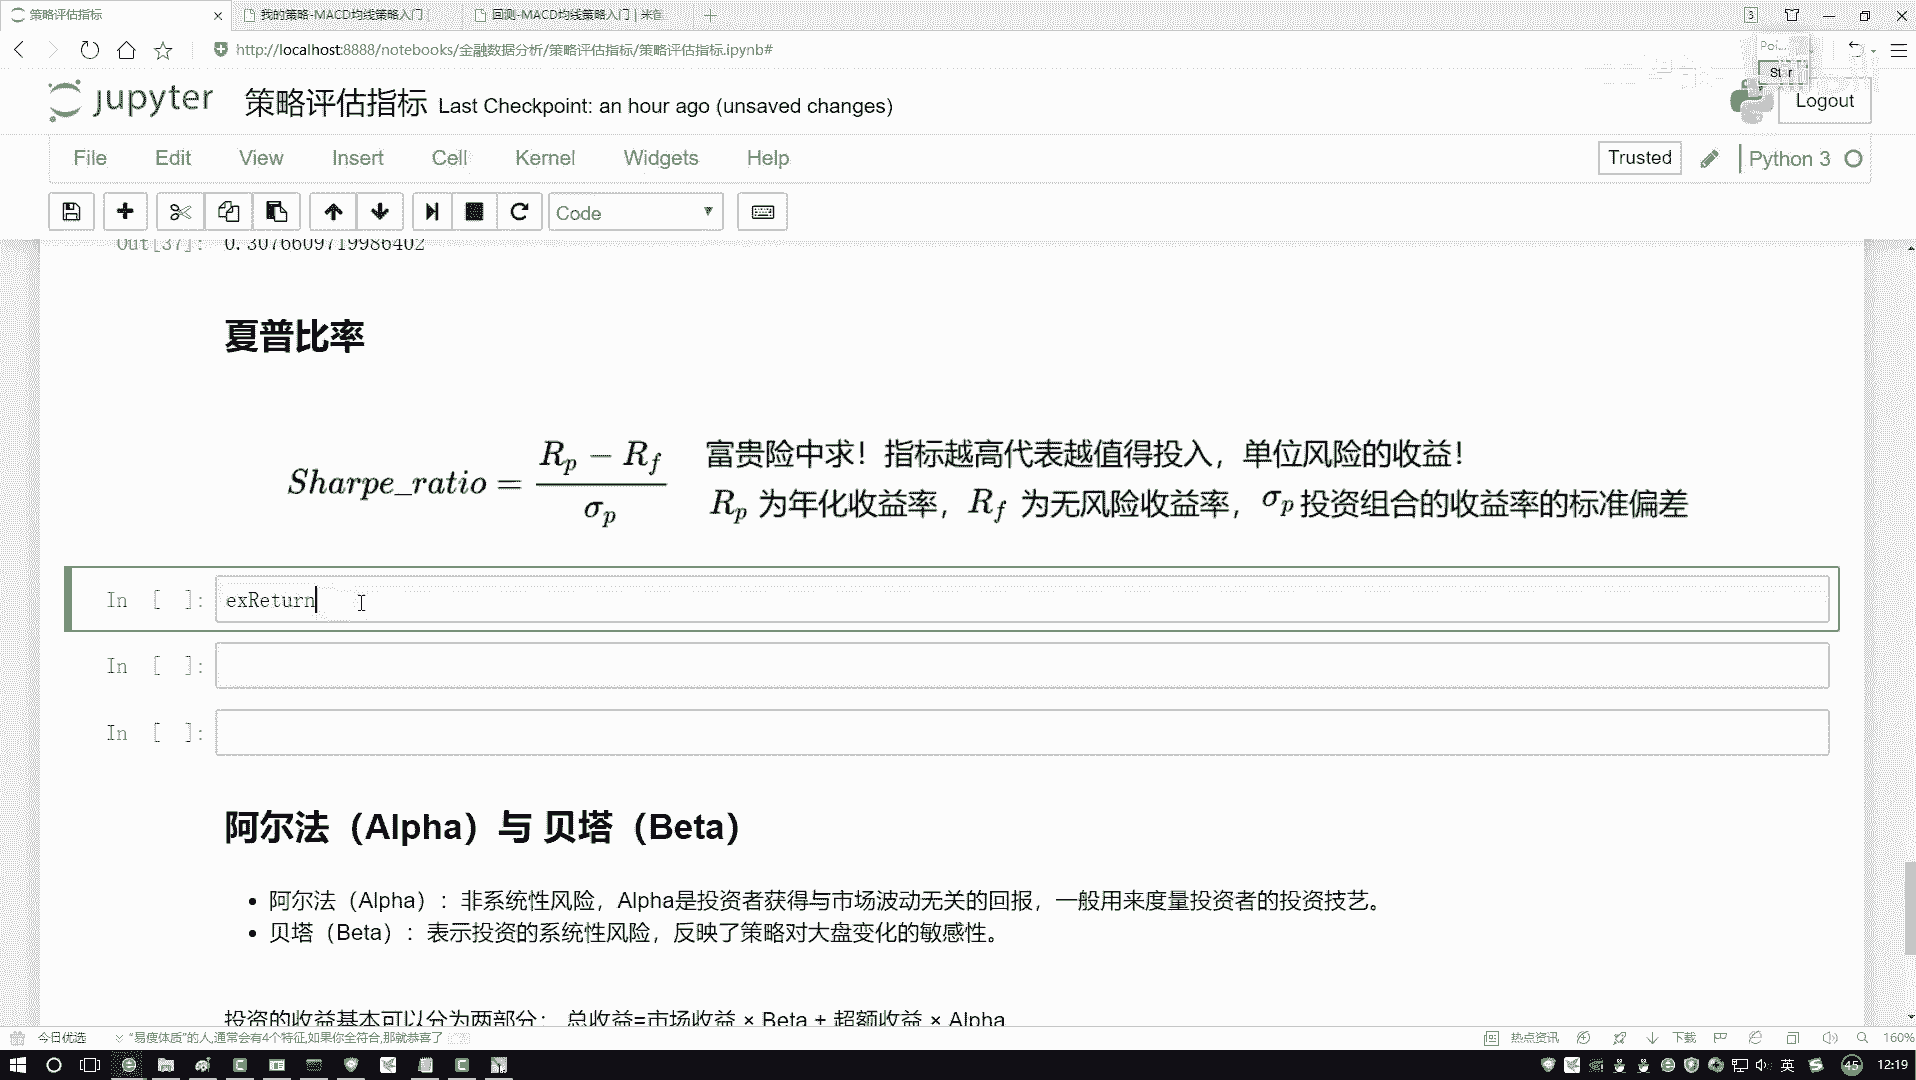 策略评估指标
我的策略-MACD均线策略入门
回测-MACD均线策略入门 | 米筐
3
http://localhost:8888/notebooks/金融数据分析/策略评估指标/策略评估指标.ipynb#
jupyter 策略评估指标 Last Checkpoint: an hour ago (unsaved changes)
Logout
File Edit View Insert Cell Kernel Widgets Help
Trusted Python 3
Code
Out[37]: 0.3076609719986402
夏普比率
Sharpe_ratio = (R_p − R_f) / σ_p
富贵险中求！指标越高代表越值得投入，单位风险的收益！
R_p 为年化收益率，R_f 为无风险收益率，σ_p 投资组合的收益率的标准偏差
In [ ]: exReturn
In [ ]:
In [ ]:
阿尔法（Alpha）与 贝塔（Beta）
• 阿尔法（Alpha）：非系统性风险，Alpha是投资者获得与市场波动无关的回报，一般用来度量投资者的投资技艺。
• 贝塔（Beta）：表示投资的系统性风险，反映了策略对大盘变化的敏感性。
投资的收益基本可以分为两部分： 总收益=市场收益 × Beta + 超额收益 × Alpha
今日优选 “易瘦体质”的人,通常会有4个特征,如果你全符合,那就恭喜了
热点资讯 下载 160%
英 45 12:19